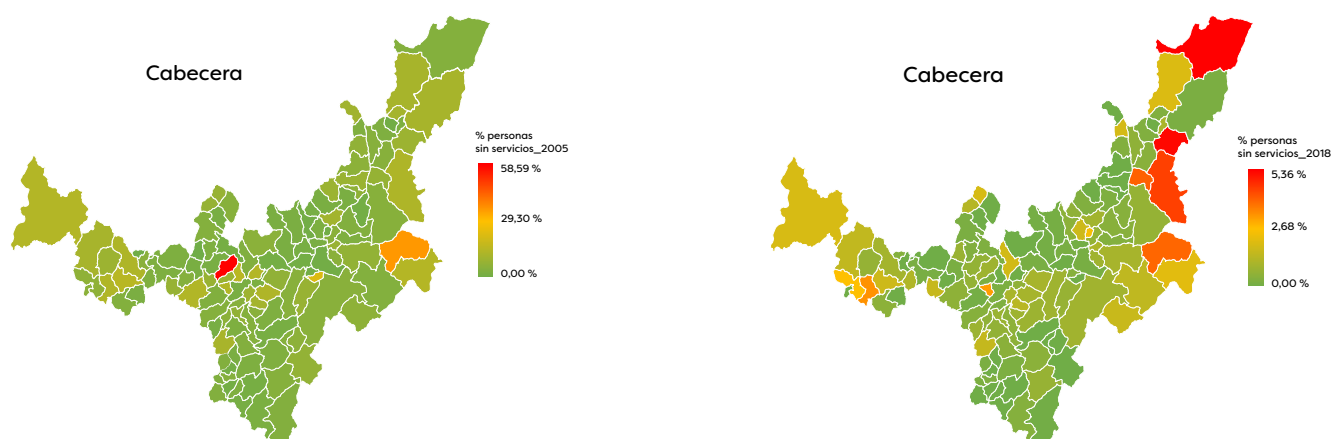 Cabecera
% personas
sin servicios_2005
58,59 %
29,30 %
0,00 %
Cabecera
% personas
sin servicios_2018
5,36 %
2,68 %
0,00 %